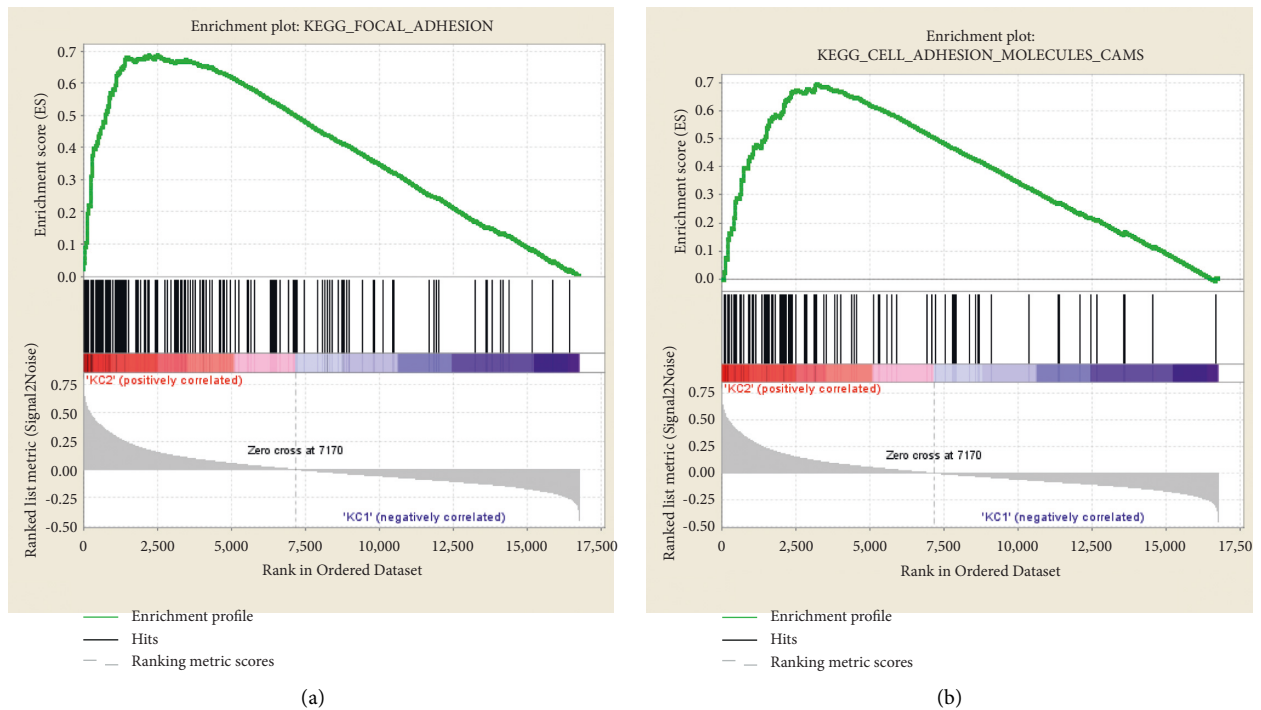 Enrichment plot: KEGG_FOCAL_ADHESION
Enrichment score (ES)
0.7
0.6
0.5
0.4
0.3
0.2
0.1
0.0
'KC2' (positively correlated)
Ranked list metric (Signal2Noise)
0.75
0.50
0.25
0.00
-0.25
-0.50
Zero cross at 7170
'KC1' (negatively correlated)
0 2,500 5,000 7,500 10,000 12,500 15,000 17,500
Rank in Ordered Dataset
Enrichment profile
Hits
Ranking metric scores
(a)
Enrichment plot:
KEGG_CELL_ADHESION_MOLECULES_CAMS
Enrichment score (ES)
0.7
0.6
0.5
0.4
0.3
0.2
0.1
0.0
'KC2' (positively correlated)
Ranked list metric (Signal2Noise)
0.75
0.50
0.25
0.00
-0.25
-0.50
Zero cross at 7170
'KC1' (negatively correlated)
0 2,500 5,000 7,500 10,000 12,500 15,000 17,50
Rank in Ordered Dataset
Enrichment profile
Hits
Ranking metric scores
(b)